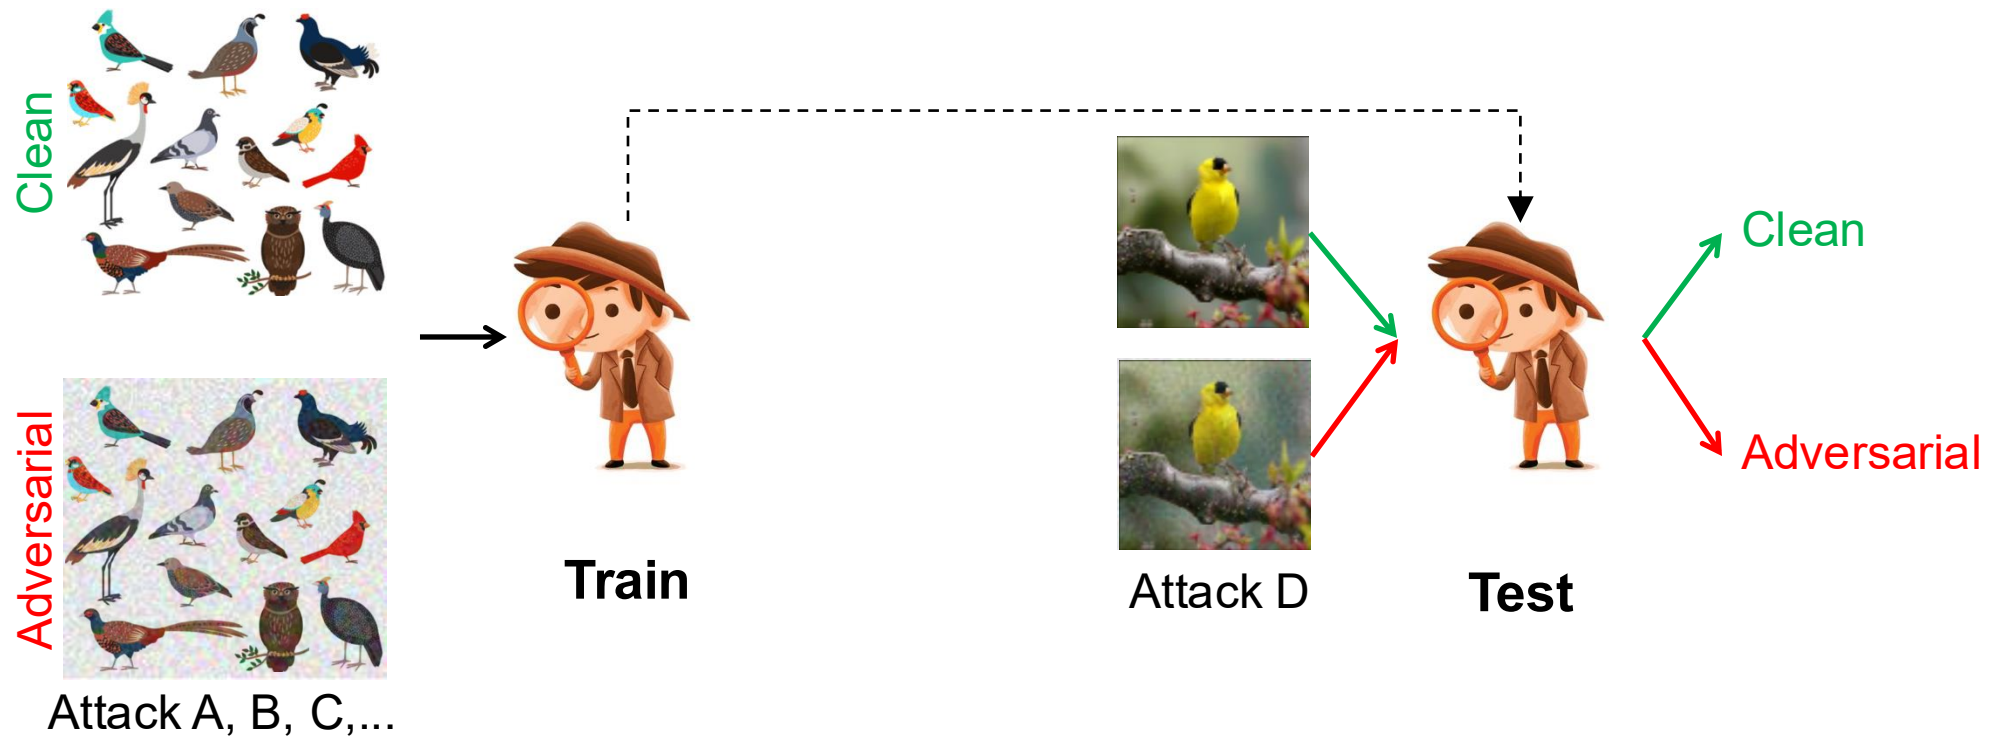 Clean
Adversarial
Attack A, B, C,...
Train
Attack D
Test
Clean
Adversarial